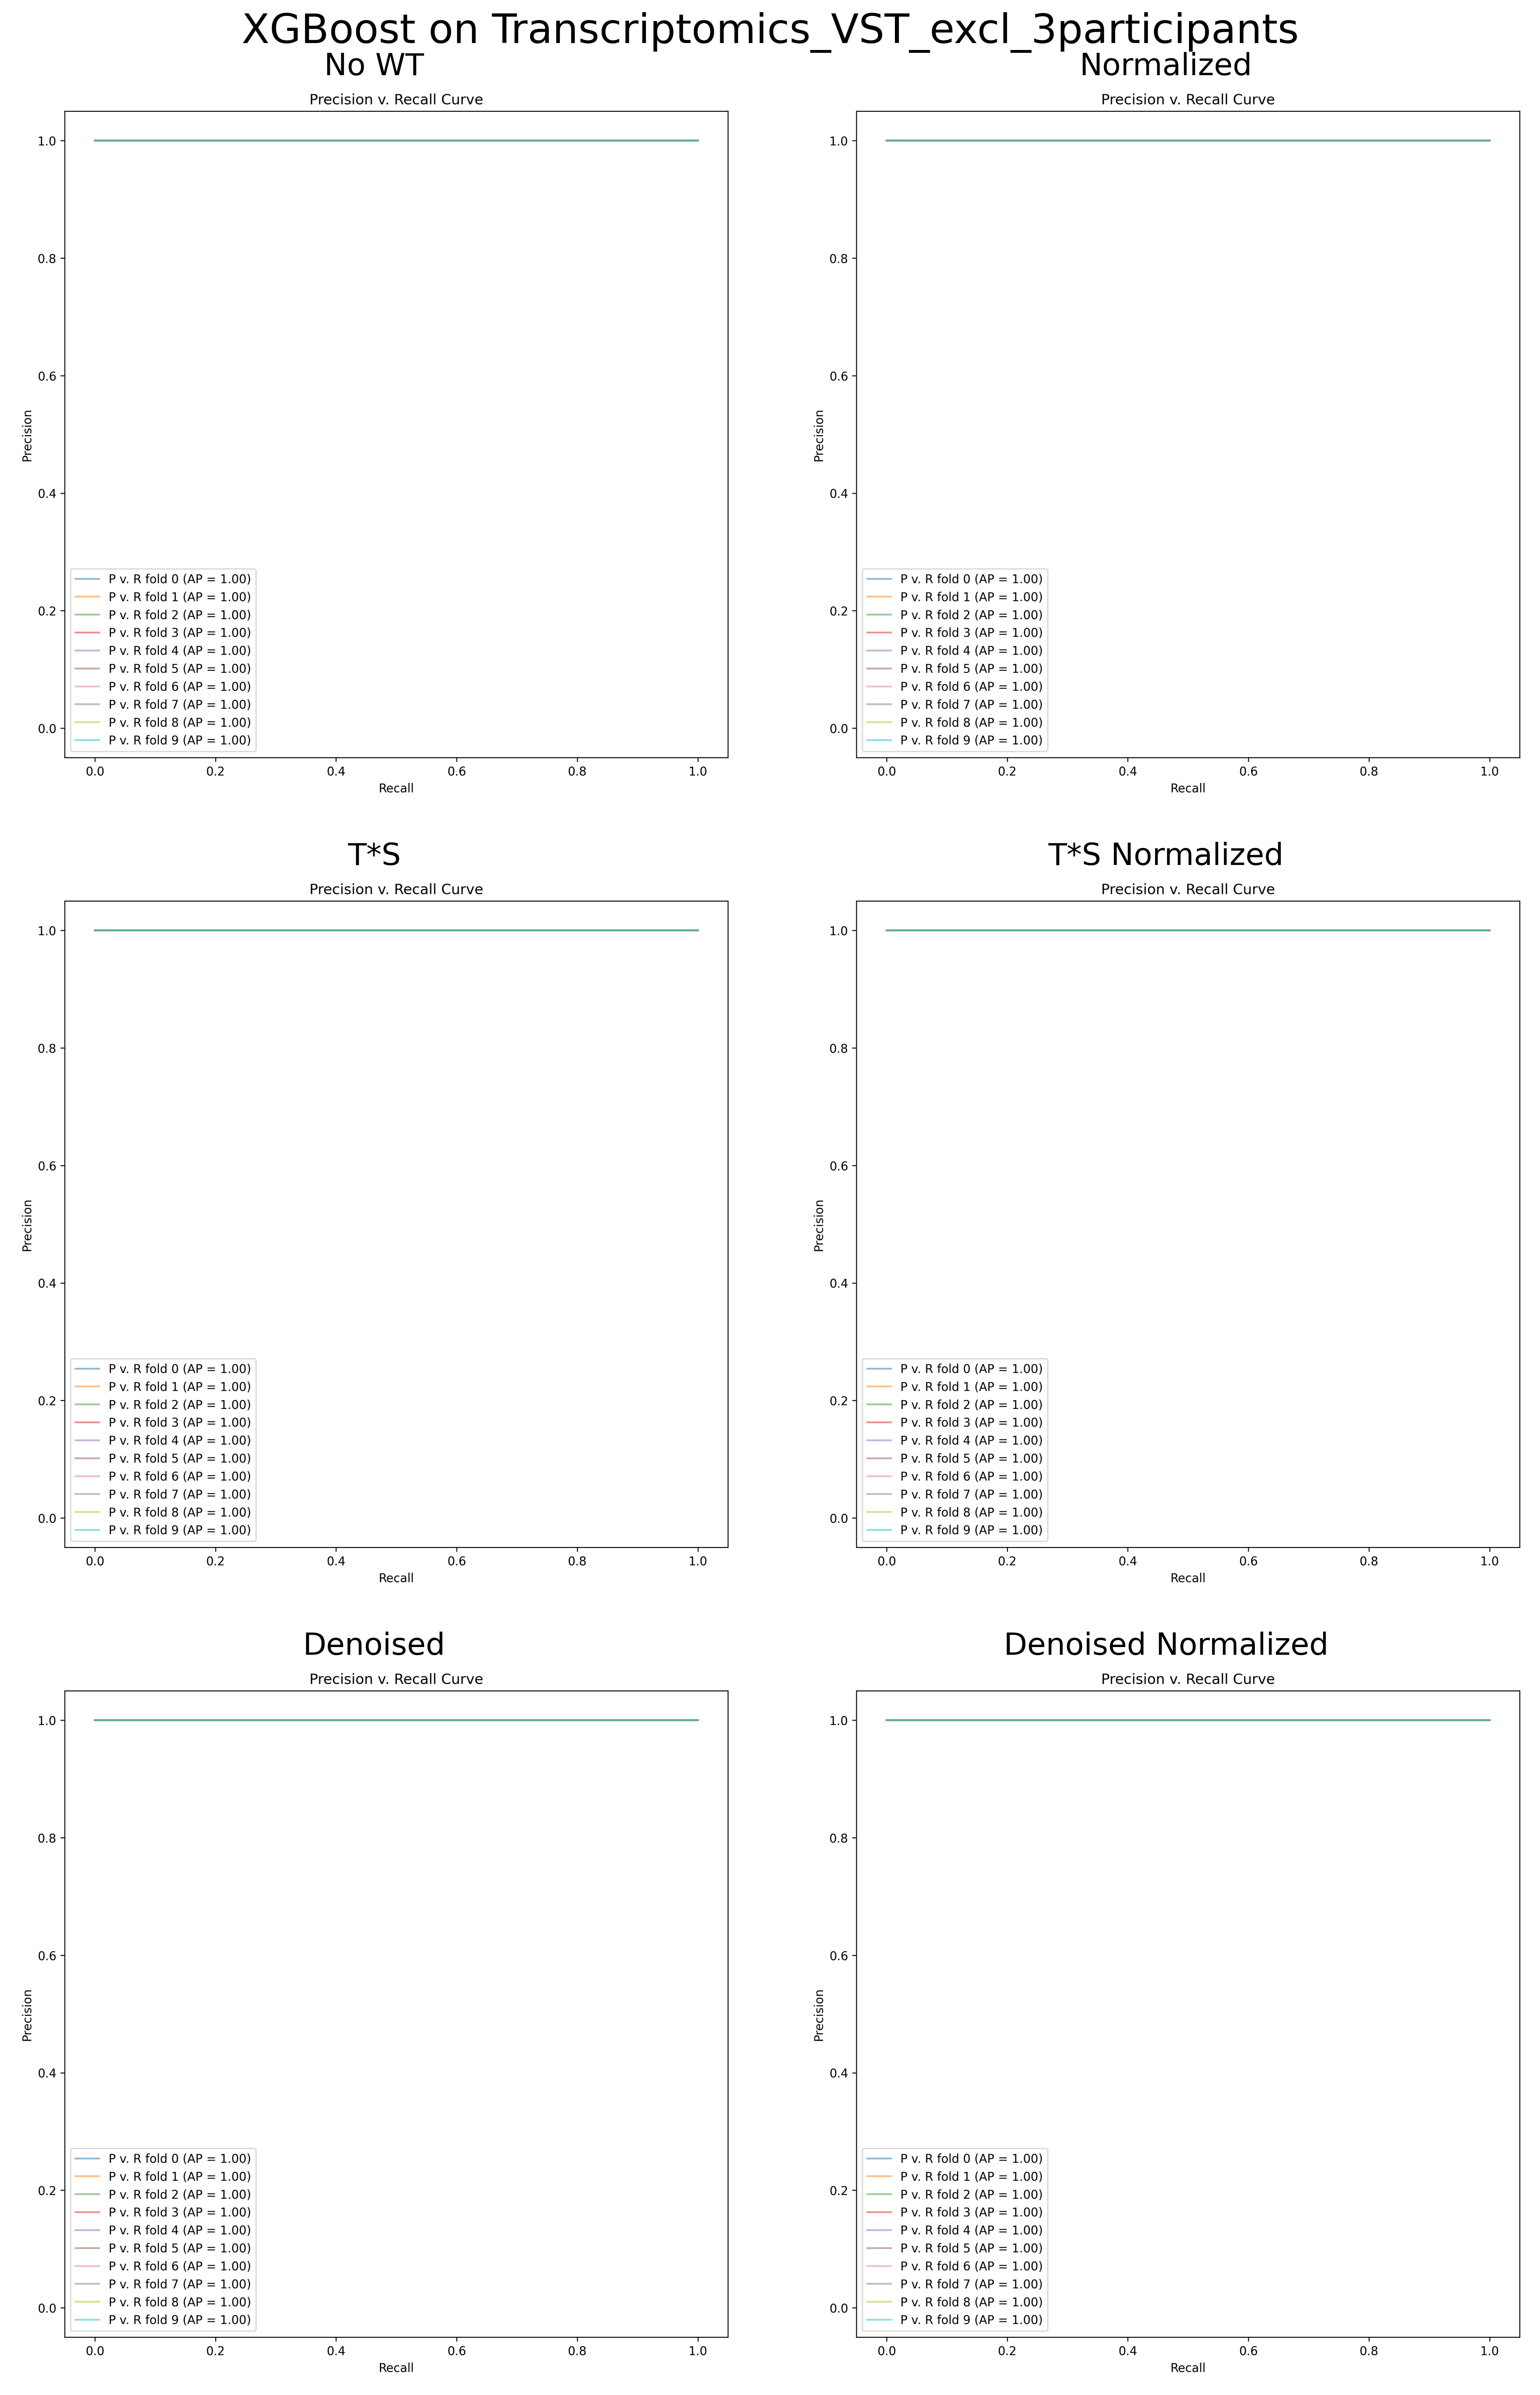 XGBoost on Transcriptomics_VST_excl_3participants
No WT
Precision v. Recall Curve
1.0
0.8
0.6
0.4
0.2
0.0
Precision
P v. R fold 0 (AP = 1.00)
P v. R fold 1 (AP = 1.00)
P v. R fold 2 (AP = 1.00)
P v. R fold 3 (AP = 1.00)
P v. R fold 4 (AP = 1.00)
P v. R fold 5 (AP = 1.00)
P v. R fold 6 (AP = 1.00)
P v. R fold 7 (AP = 1.00)
P v. R fold 8 (AP = 1.00)
P v. R fold 9 (AP = 1.00)
0.0 0.2 0.4 0.6 0.8 1.0
Recall
Normalized
Precision v. Recall Curve
1.0
0.8
0.6
0.4
0.2
0.0
Precision
P v. R fold 0 (AP = 1.00)
P v. R fold 1 (AP = 1.00)
P v. R fold 2 (AP = 1.00)
P v. R fold 3 (AP = 1.00)
P v. R fold 4 (AP = 1.00)
P v. R fold 5 (AP = 1.00)
P v. R fold 6 (AP = 1.00)
P v. R fold 7 (AP = 1.00)
P v. R fold 8 (AP = 1.00)
P v. R fold 9 (AP = 1.00)
0.0 0.2 0.4 0.6 0.8 1.0
Recall
T*S
Precision v. Recall Curve
1.0
0.8
0.6
0.4
0.2
0.0
Precision
P v. R fold 0 (AP = 1.00)
P v. R fold 1 (AP = 1.00)
P v. R fold 2 (AP = 1.00)
P v. R fold 3 (AP = 1.00)
P v. R fold 4 (AP = 1.00)
P v. R fold 5 (AP = 1.00)
P v. R fold 6 (AP = 1.00)
P v. R fold 7 (AP = 1.00)
P v. R fold 8 (AP = 1.00)
P v. R fold 9 (AP = 1.00)
0.0 0.2 0.4 0.6 0.8 1.0
Recall
T*S Normalized
Precision v. Recall Curve
1.0
0.8
0.6
0.4
0.2
0.0
Precision
P v. R fold 0 (AP = 1.00)
P v. R fold 1 (AP = 1.00)
P v. R fold 2 (AP = 1.00)
P v. R fold 3 (AP = 1.00)
P v. R fold 4 (AP = 1.00)
P v. R fold 5 (AP = 1.00)
P v. R fold 6 (AP = 1.00)
P v. R fold 7 (AP = 1.00)
P v. R fold 8 (AP = 1.00)
P v. R fold 9 (AP = 1.00)
0.0 0.2 0.4 0.6 0.8 1.0
Recall
Denoised
Precision v. Recall Curve
1.0
0.8
0.6
0.4
0.2
0.0
Precision
P v. R fold 0 (AP = 1.00)
P v. R fold 1 (AP = 1.00)
P v. R fold 2 (AP = 1.00)
P v. R fold 3 (AP = 1.00)
P v. R fold 4 (AP = 1.00)
P v. R fold 5 (AP = 1.00)
P v. R fold 6 (AP = 1.00)
P v. R fold 7 (AP = 1.00)
P v. R fold 8 (AP = 1.00)
P v. R fold 9 (AP = 1.00)
0.0 0.2 0.4 0.6 0.8 1.0
Recall
Denoised Normalized
Precision v. Recall Curve
1.0
0.8
0.6
0.4
0.2
0.0
Precision
P v. R fold 0 (AP = 1.00)
P v. R fold 1 (AP = 1.00)
P v. R fold 2 (AP = 1.00)
P v. R fold 3 (AP = 1.00)
P v. R fold 4 (AP = 1.00)
P v. R fold 5 (AP = 1.00)
P v. R fold 6 (AP = 1.00)
P v. R fold 7 (AP = 1.00)
P v. R fold 8 (AP = 1.00)
P v. R fold 9 (AP = 1.00)
0.0 0.2 0.4 0.6 0.8 1.0
Recall